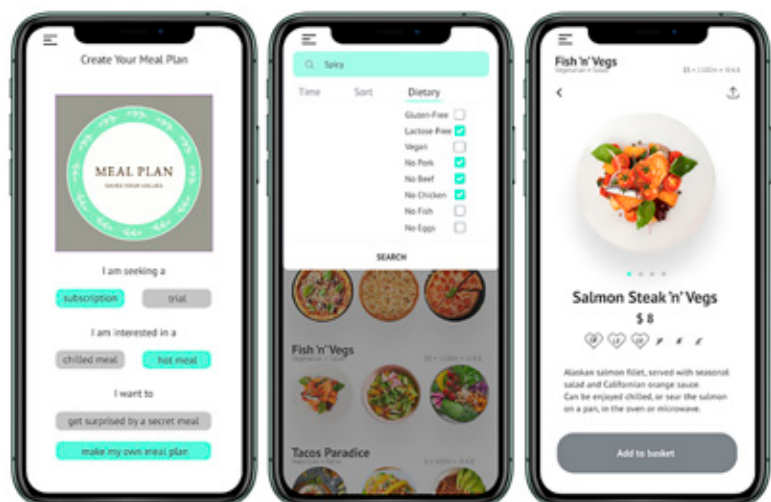 Create Your Meal Plan
MEAL PLAN
I am seeking a
subscription
trial
I am interested in a
chilled meal
hot meal
I want to
get surprised by a secret meal
make my own meal plan
Spicy
Time
Sort
Dietary
Gluten-Free
Lactose Free
Vegan
No Pork
No Beef
No Chicken
No Fish
No Eggs
SEARCH
Fish 'n' Vegs
Tacos Paradice
Fish 'n' Vegs
Vegetarian • Salad
Salmon Steak 'n' Vegs
$ 8
Alaskan salmon fillet, served with seasonal
salad and Californian orange sauce.
Can be enjoyed chilled, or sear the salmon
on a pan, in the oven or microwave.
Add to basket